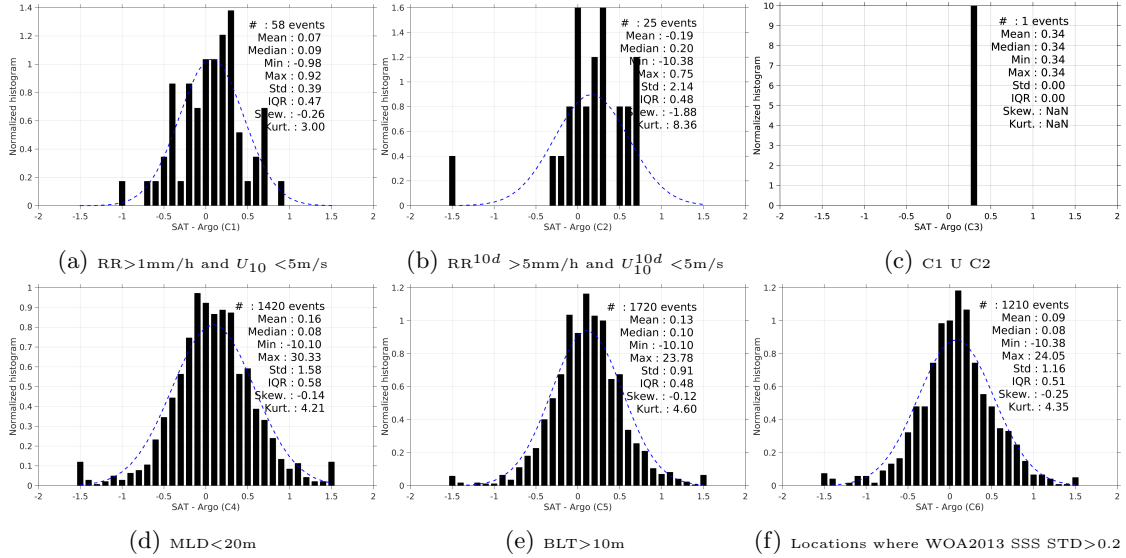 1.4
1.2
1
0.8
0.6
0.4
0.2
0
Normalized histogram
-2 -1 -0.5 0 0.5 1 1.5 2
SAT - Argo (C1)
# : 58 events
Mean : 0.07
Median : 0.09
Min : -0.98
Max : 0.92
Std : 0.39
IQR : 0.47
Skew. : -0.26
Kurt. : 3.00
(a) RR>1mm/h and U10 <5m/s
1.6
1.4
1.2
1
0.8
0.6
0.4
0.2
0
Normalized histogram
-2 -1.5 -1 -0.5 0 0.5 1 1.5 2
SAT - Argo (C2)
# : 25 events
Mean : -0.19
Median : 0.20
Min : -10.38
Max : 0.75
Std : 2.14
IQR : 0.48
Skew. : -1.88
Kurt. : 8.36
(b) RR10d >5mm/h and U10d10 <5m/s
10
9
8
7
6
5
4
3
2
1
0
Normalized histogram
-2 -1 -0.5 0 0.5 1 1.5 2
SAT - Argo (C3)
# : 1 events
Mean : 0.34
Median : 0.34
Min : 0.34
Max : 0.34
Std : 0.00
IQR : 0.00
Skew. : NaN
Kurt. : NaN
(c) C1 U C2
1
0.9
0.8
0.7
0.6
0.5
0.4
0.3
0.2
0.1
0
Normalized histogram
-2 -1.5 -1 -0.5 0 0.5 1 1.5 2
SAT - Argo (C4)
# : 1420 events
Mean : 0.16
Median : 0.08
Min : -10.10
Max : 30.33
Std : 1.58
IQR : 0.58
Skew. : -0.14
Kurt. : 4.21
(d) MLD<20m
1.2
1
0.8
0.6
0.4
0.2
0
Normalized histogram
-2 -1.5 -1 -0.5 0 0.5 1 1.5 2
SAT - Argo (C5)
# : 1720 events
Mean : 0.13
Median : 0.10
Min : -10.10
Max : 23.78
Std : 0.91
IQR : 0.48
Skew. : -0.12
Kurt. : 4.60
(e) BLT>10m
1.2
1
0.8
0.6
0.4
0.2
0
Normalized histogram
-2 -1.5 -1 -0.5 0 0.5 1 1.5 2
SAT - Argo (C6)
# : 1210 events
Mean : 0.09
Median : 0.08
Min : -10.38
Max : 24.05
Std : 1.16
IQR : 0.51
Skew. : -0.25
Kurt. : 4.35
(f) Locations where WOA2013 SSS STD>0.2